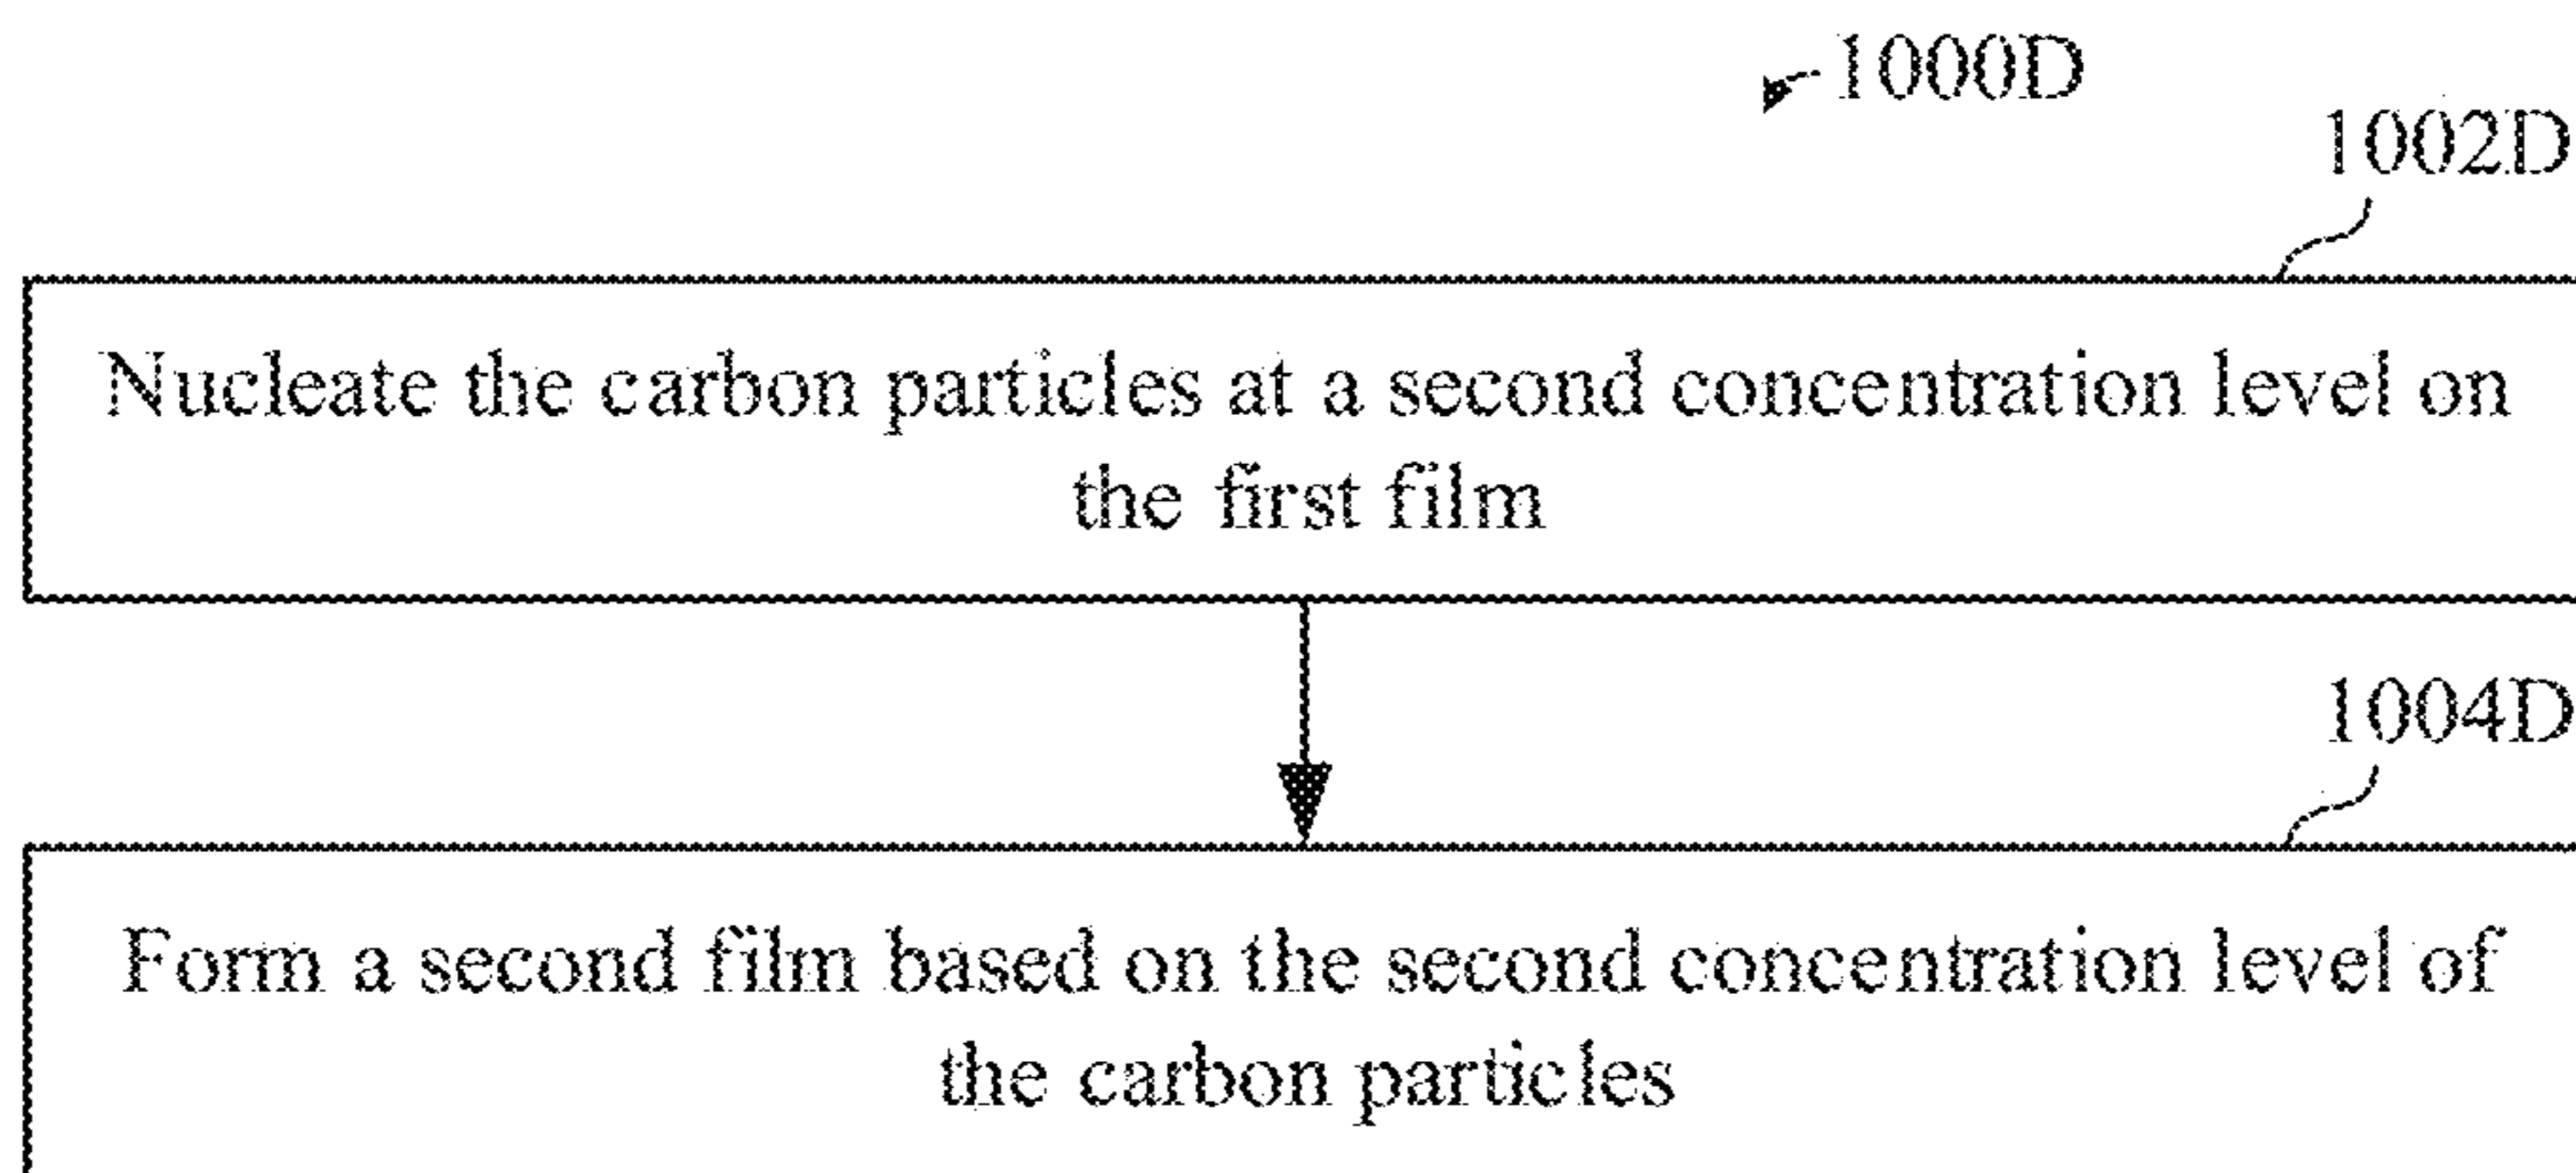 1000D
1002D
Nucleate the carbon particles at a second concentration level on
the first film
1004D
Form a second film based on the second concentration level of
the carbon particles